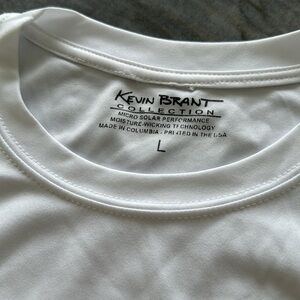 KEVIN BRANT
COLLECTION
MICRO SOLAR PERFORMANCE
MOISTURE-WICKING TECHNOLOGY
MADE IN COLUMBIA - PRINTED IN THE USA
L